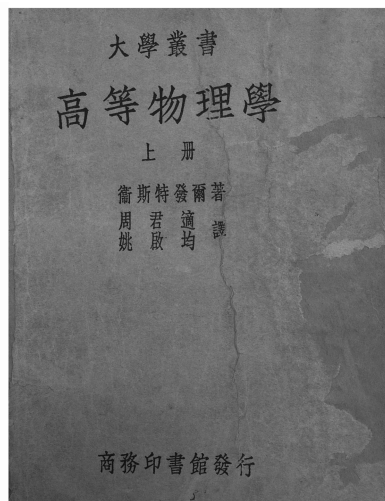 大學叢書
高等物理學
上册
衞斯特發爾著
周君適
姚啟均譯
商務印書館發行